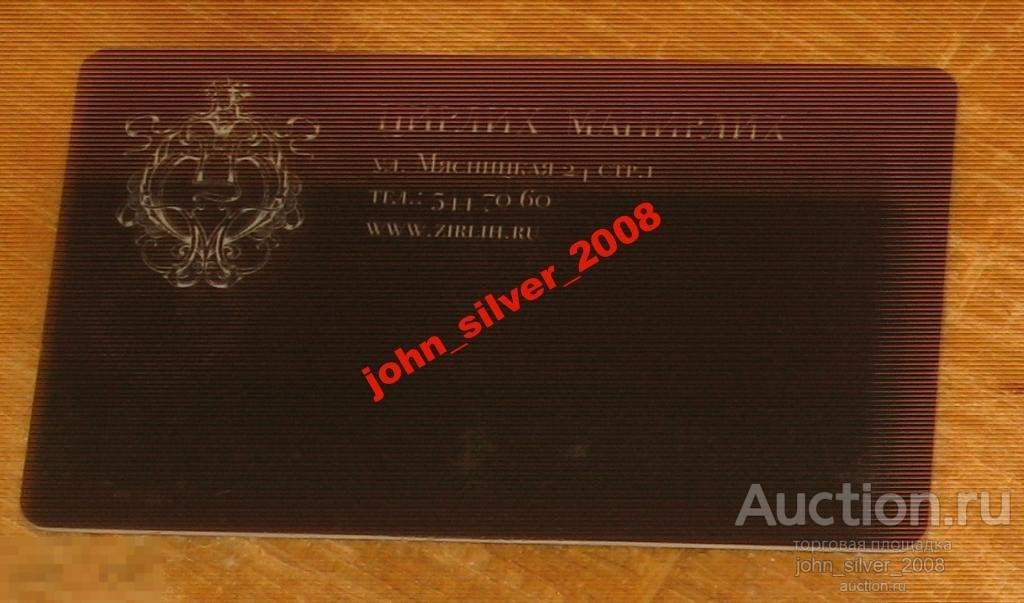 ЦИРЛИХ МАНИРЛИХ
ул. Мясницкая 24 стр.1
тел.: 544 70 60
www.zirlih.ru
john_silver_2008
Auction.ru
торговая площадка
john_silver_2008
auction.ru